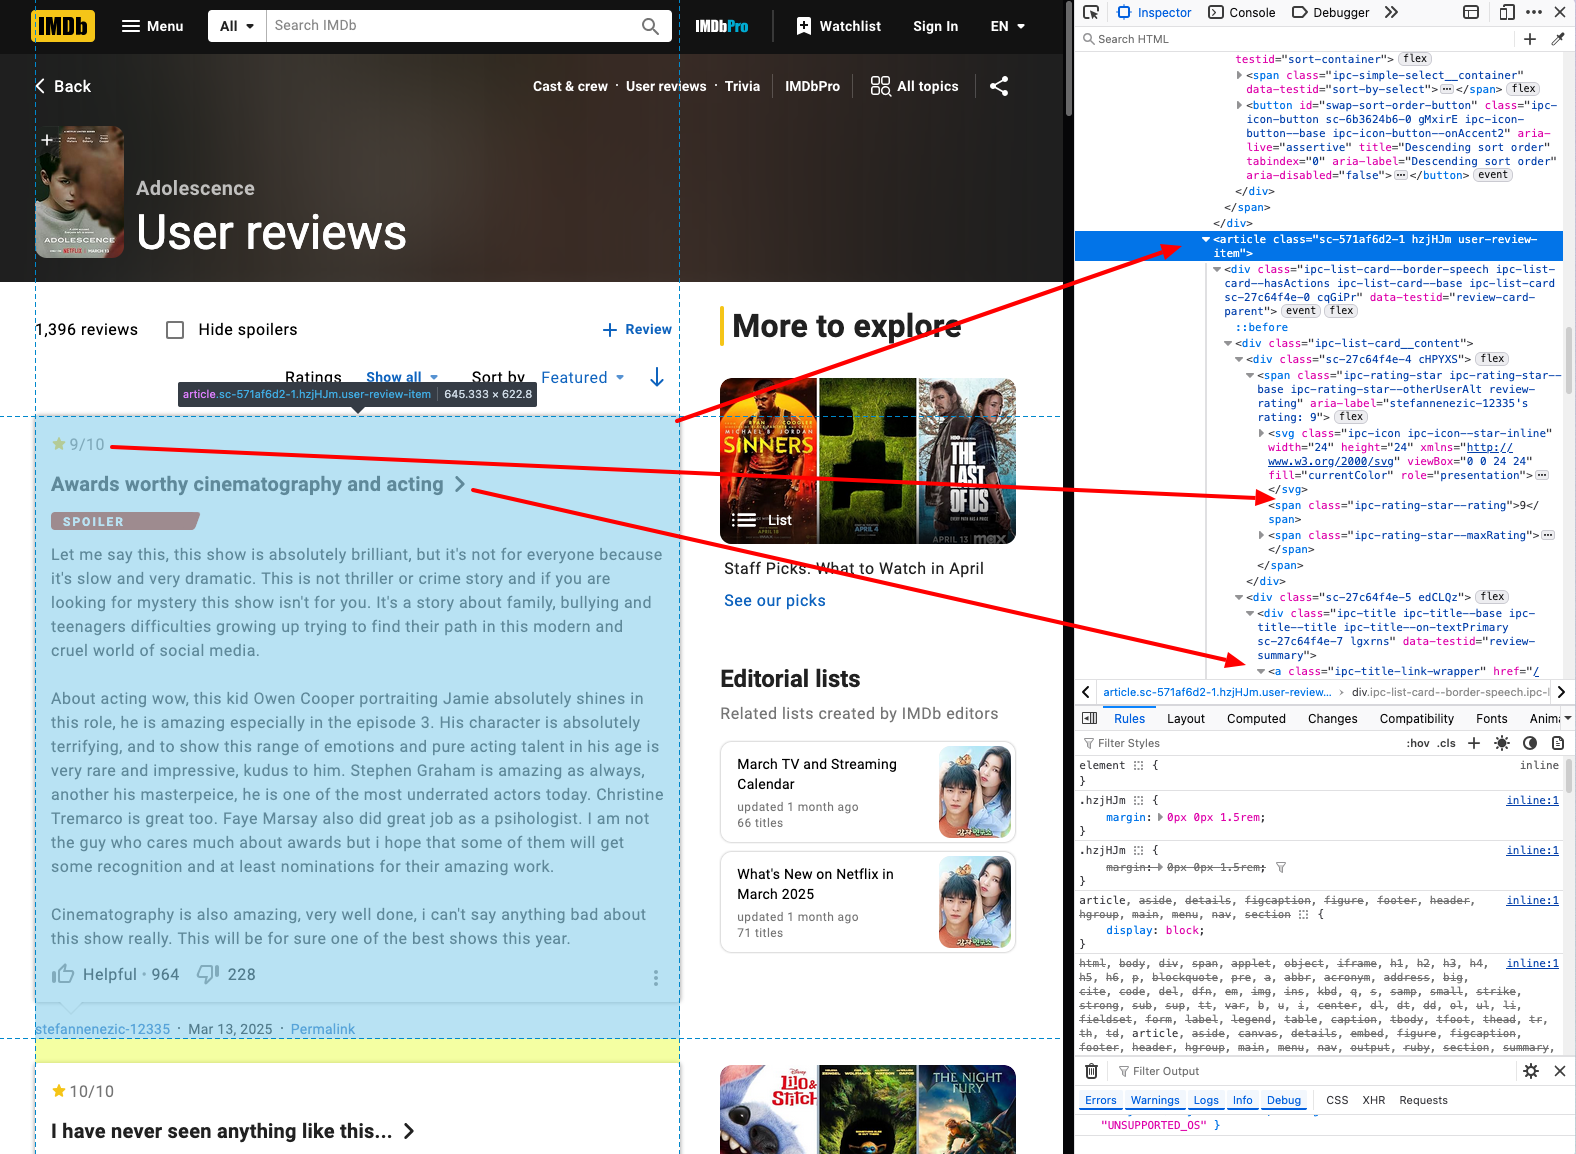 IMDb
Menu
All
Search IMDb
IMDbPro
Watchlist
Sign In
EN
Back
Cast & crew · User reviews · Trivia
IMDbPro
All topics
ADOLESCENCE
NETFLIX
Adolescence
User reviews
1,396 reviews
Hide spoilers
+ Review
Ratings
Show all
Sort by
Featured
article.sc-571af6d2-1.hzjHJm.user-review-item | 645.333 × 622.8
9/10
Awards worthy cinematography and acting
SPOILER
Let me say this, this show is absolutely brilliant, but it's not for everyone because
it's slow and very dramatic. This is not thriller or crime story and if you are
looking for mystery this show isn't for you. It's a story about family, bullying and
teenagers difficulties growing up trying to find their path in this modern and
cruel world of social media.
About acting wow, this kid Owen Cooper portraiting Jamie absolutely shines in
this role, he is amazing especially in the episode 3. His character is absolutely
terrifying, and to show this range of emotions and pure acting talent in his age is
very rare and impressive, kudus to him. Stephen Graham is amazing as always,
another his masterpeice, he is one of the most underrated actors today. Christine
Tremarco is great too. Faye Marsay also did great job as a psihologist. I am not
the guy who cares much about awards but i hope that some of them will get
some recognition and at least nominations for their amazing work.
Cinematography is also amazing, very well done, i can't say anything bad about
this show really. This will be for sure one of the best shows this year.
Helpful · 964
228
stefannenezic-12335 · Mar 13, 2025 · Permalink
10/10
I have never seen anything like this...
More to explore
RYAN COOGLER
MICHAEL B. JORDAN
SINNERS
APRIL 18
APRIL 4
THE
LAST
OF US
APRIL 13 | max
List
Staff Picks: What to Watch in April
See our picks
Editorial lists
Related lists created by IMDb editors
March TV and Streaming
Calendar
updated 1 month ago
66 titles
감자연구소
What's New on Netflix in
March 2025
updated 1 month ago
71 titles
감자연구소
Disney
LILO &
STITCH
THE NIGHT
FURY
Inspector
Console
Debugger
Search HTML
testid="sort-container"> flex
<span class="ipc-simple-select__container"
data-testid="sort-by-select"> </span> flex
<button id="swap-sort-order-button" class="ipc-
icon-button sc-6b3624b6-0 gMxirE ipc-icon-
button--base ipc-icon-button--onAccent2" aria-
live="assertive" title="Descending sort order"
tabindex="0" aria-label="Descending sort order"
aria-disabled="false"> </button> event
</div>
</span>
</div>
<article class="sc-571af6d2-1 hzjHJm user-review-
item">
<div class="ipc-list-card--border-speech ipc-list-
card--hasActions ipc-list-card--base ipc-list-card
sc-27c64f4e-0 cqGiPr" data-testid="review-card-
parent"> event flex
::before
<div class="ipc-list-card__content">
<div class="sc-27c64f4e-4 cHPYXS"> flex
<span class="ipc-rating-star ipc-rating-star--
base ipc-rating-star--otherUserAlt review-
rating" aria-label="stefannenezic-12335's
rating: 9"> flex
<svg class="ipc-icon ipc-icon--star-inline"
width="24" height="24" xmlns="http://
www.w3.org/2000/svg" viewBox="0 0 24 24"
fill="currentColor" role="presentation">
</svg>
<span class="ipc-rating-star--rating">9</
span>
<span class="ipc-rating-star--maxRating">
</span>
</span>
</div>
<div class="sc-27c64f4e-5 edCLQz"> flex
<div class="ipc-title ipc-title--base ipc-
title--title ipc-title--on-textPrimary
sc-27c64f4e-7 lgxrns" data-testid="review-
summary">
<a class="ipc-title-link-wrapper" href="/
article.sc-571af6d2-1.hzjHJm.user-review... › div.ipc-list-card--border-speech.ipc-l
Rules
Layout
Computed
Changes
Compatibility
Fonts
Anima
Filter Styles
:hov .cls +
element { inline
}
.hzjHJm { inline:1
margin: 0px 0px 1.5rem;
}
.hzjHJm { inline:1
margin: 0px 0px 1.5rem;
}
article, aside, details, figcaption, figure, footer, header, inline:1
hgroup, main, menu, nav, section {
display: block;
}
html, body, div, span, applet, object, iframe, h1, h2, h3, h4, inline:1
h5, h6, p, blockquote, pre, a, abbr, acronym, address, big,
cite, code, del, dfn, em, img, ins, kbd, q, s, samp, small, strike,
strong, sub, sup, tt, var, b, u, i, center, dl, dt, dd, ol, ul, li,
fieldset, form, label, legend, table, caption, tbody, tfoot, thead, tr,
th, td, article, aside, canvas, details, embed, figure, figcaption,
footer, header, hgroup, main, menu, nav, output, ruby, section, summary,
Filter Output
Errors
Warnings
Logs
Info
Debug
CSS
XHR
Requests
"UNSUPPORTED_OS" }